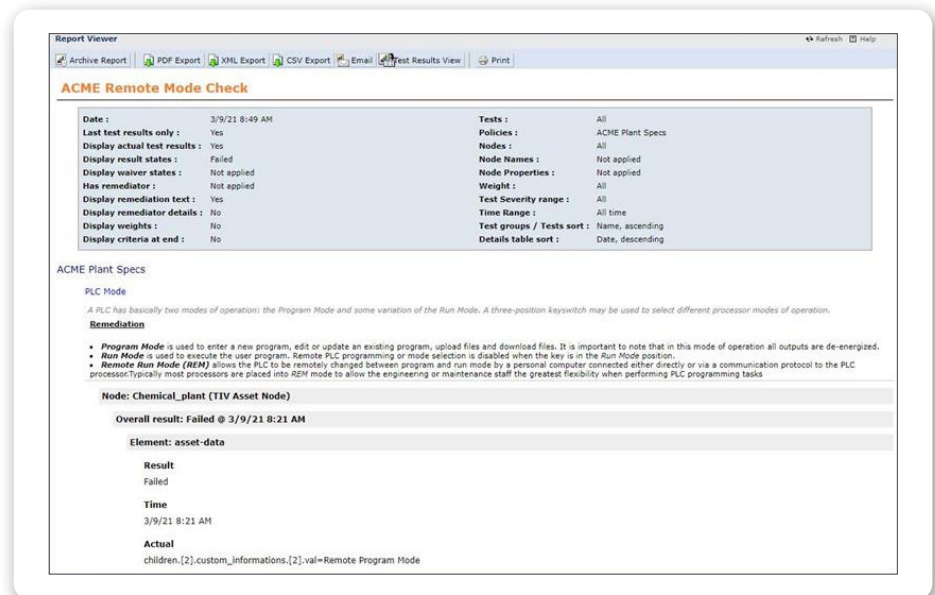 Report Viewer Refresh Help
Archive Report PDF Export XML Export CSV Export Email Test Results View Print
ACME Remote Mode Check
Date : 3/9/21 8:49 AM Tests : All
Last test results only : Yes Policies : ACME Plant Specs
Display actual test results : Yes Nodes : All
Display result states : Failed Node Names : Not applied
Display waiver states : Not applied Node Properties : Not applied
Has remediator : Not applied Weight : All
Display remediation text : Yes Test Severity range : All
Display remediator details : No Time Range : All time
Display weights : No Test groups / Tests sort : Name, ascending
Display criteria at end : No Details table sort : Date, descending
ACME Plant Specs
PLC Mode
A PLC has basically two modes of operation: the Program Mode and some variation of the Run Mode. A three-position keyswitch may be used to select different processor modes of operation.
Remediation
• Program Mode is used to enter a new program, edit or update an existing program, upload files and download files. It is important to note that in this mode of operation all outputs are de-energized.
• Run Mode is used to execute the user program. Remote PLC programming or mode selection is disabled when the key is in the Run Mode position.
• Remote Run Mode (REM) allows the PLC to be remotely changed between program and run mode by a personal computer connected either directly or via a communication protocol to the PLC
processor.Typically most processors are placed into REM mode to allow the engineering or maintenance staff the greatest flexibility when performing PLC programming tasks
Node: Chemical_plant (TIV Asset Node)
Overall result: Failed @ 3/9/21 8:21 AM
Element: asset-data
Result
Failed
Time
3/9/21 8:21 AM
Actual
children.[2].custom_informations.[2].val=Remote Program Mode